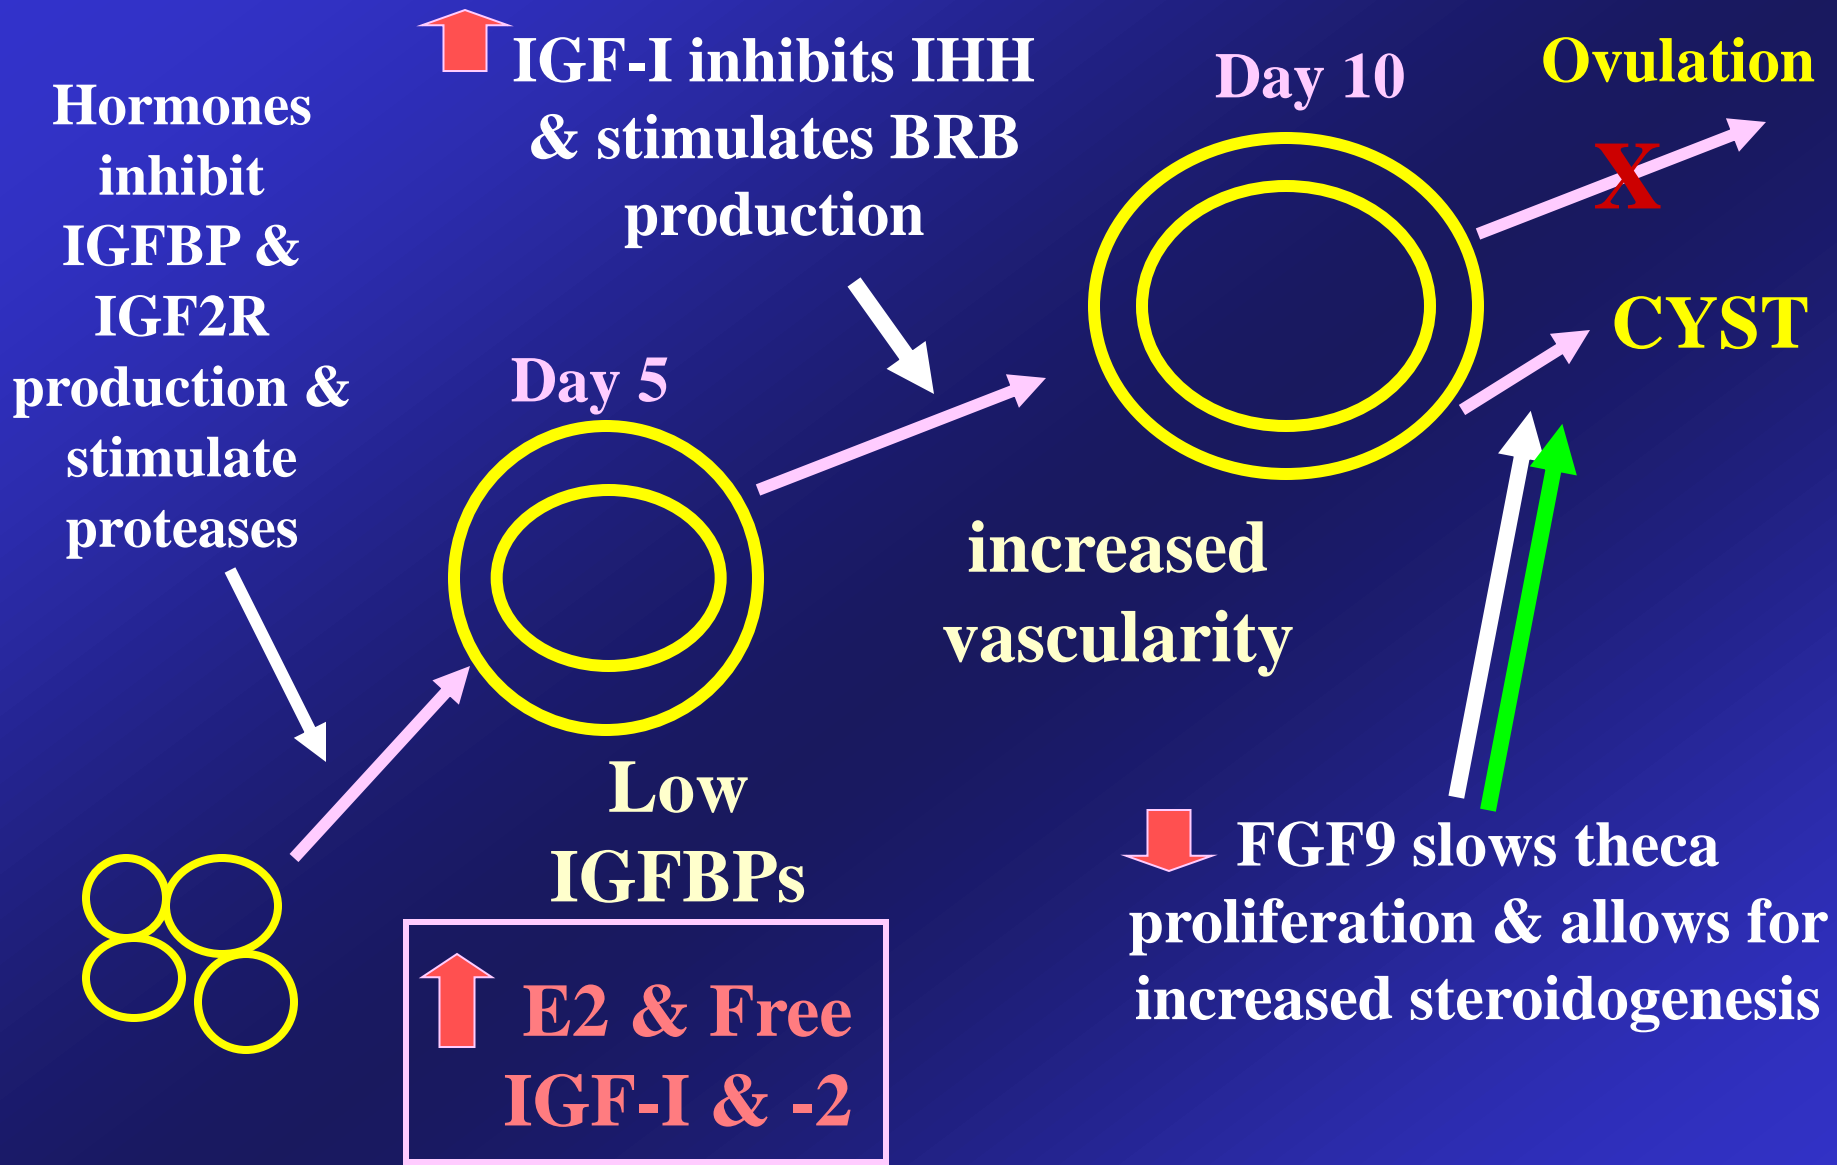 Hormones
inhibit
IGFBP &
IGF2R
production &
stimulate
proteases
IGF-I inhibits IHH
& stimulates BRB
production
Day 5
Low
IGFBPs
E2 & Free
IGF-I & -2
increased
vascularity
Day 10
Ovulation
X
CYST
FGF9 slows theca
proliferation & allows for
increased steroidogenesis